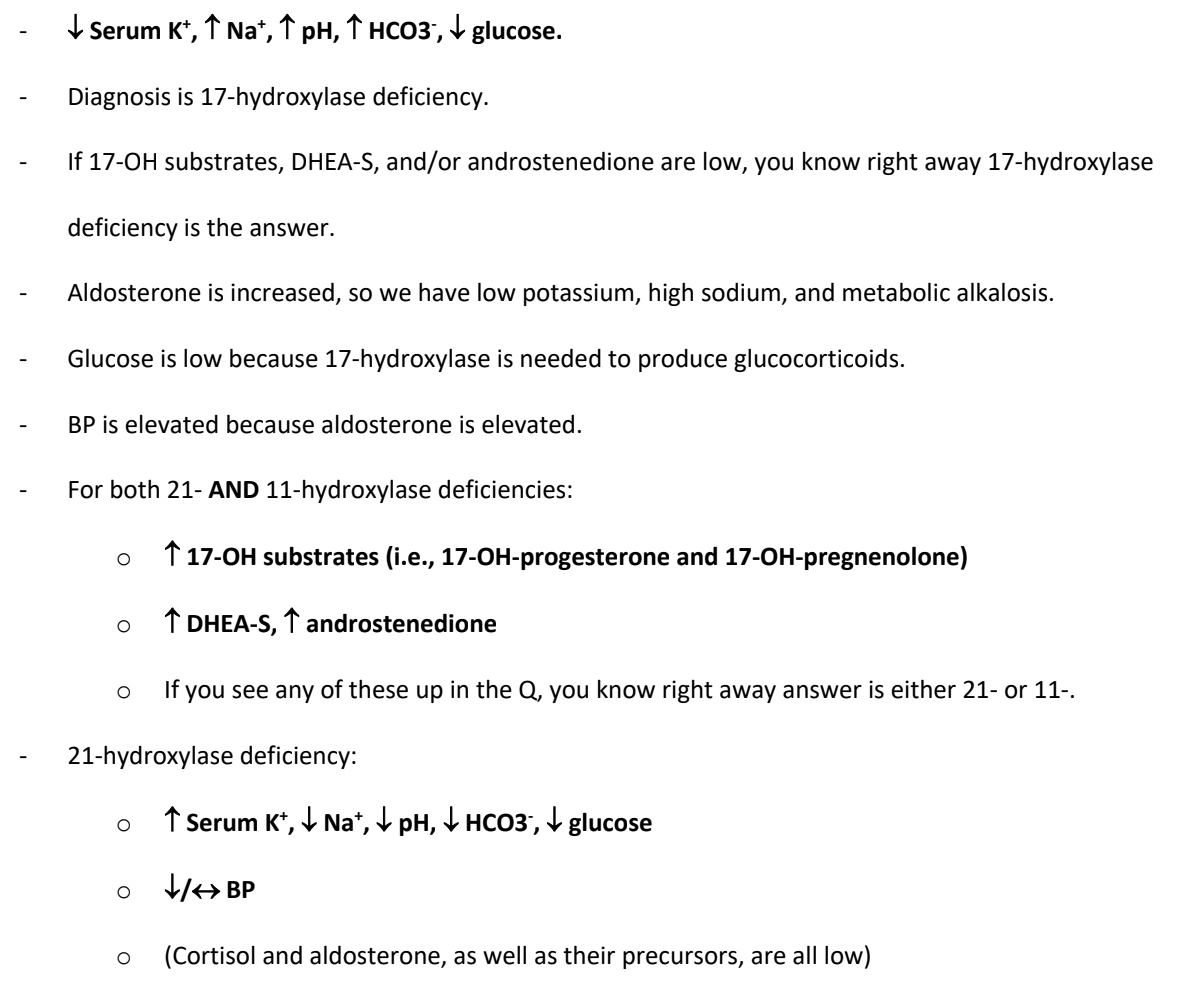 - ↓ Serum K⁺, ↑ Na⁺, ↑ pH, ↑ HCO3⁻, ↓ glucose.
- Diagnosis is 17-hydroxylase deficiency.
- If 17-OH substrates, DHEA-S, and/or androstenedione are low, you know right away 17-hydroxylase
deficiency is the answer.
- Aldosterone is increased, so we have low potassium, high sodium, and metabolic alkalosis.
- Glucose is low because 17-hydroxylase is needed to produce glucocorticoids.
- BP is elevated because aldosterone is elevated.
- For both 21- AND 11-hydroxylase deficiencies:
o ↑ 17-OH substrates (i.e., 17-OH-progesterone and 17-OH-pregnenolone)
o ↑ DHEA-S, ↑ androstenedione
o If you see any of these up in the Q, you know right away answer is either 21- or 11-.
- 21-hydroxylase deficiency:
o ↑ Serum K⁺, ↓ Na⁺, ↓ pH, ↓ HCO3⁻, ↓ glucose
o ↓/↔ BP
o (Cortisol and aldosterone, as well as their precursors, are all low)